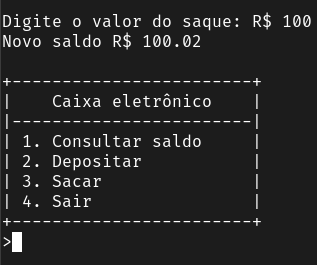 Digite o valor do saque: R$ 100
Novo saldo R$ 100.02

+------------------------+
|    Caixa eletrônico    |
|------------------------|
| 1. Consultar saldo     |
| 2. Depositar           |
| 3. Sacar               |
| 4. Sair                |
+------------------------+
>